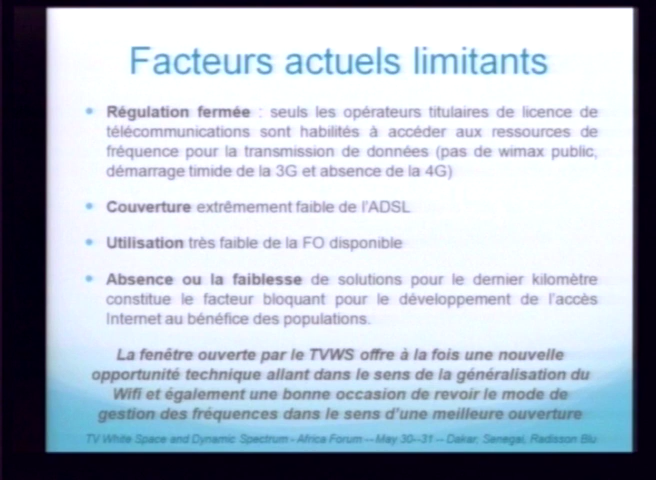 Facteurs actuels limitants
Régulation fermée : seuls les opérateurs titulaires de licence de
télécommunications sont habilités à accéder aux ressources de
fréquence pour la transmission de données (pas de wimax public,
démarrage timide de la 3G et absence de la 4G)
Couverture extrêmement faible de l'ADSL
Utilisation très faible de la FO disponible
Absence ou la faiblesse de solutions pour le dernier kilomètre
constitue le facteur bloquant pour le développement de l'accès
Internet au bénéfice des populations.
La fenêtre ouverte par le TVWS offre à la fois une nouvelle
opportunité technique allant dans le sens de la généralisation du
Wifi et également une bonne occasion de revoir le mode de
gestion des fréquences dans le sens d'une meilleure ouverture
TV White Space and Dynamic Spectrum - Africa Forum -- May 30--31 -- Dakar, Senegal, Radisson Blu